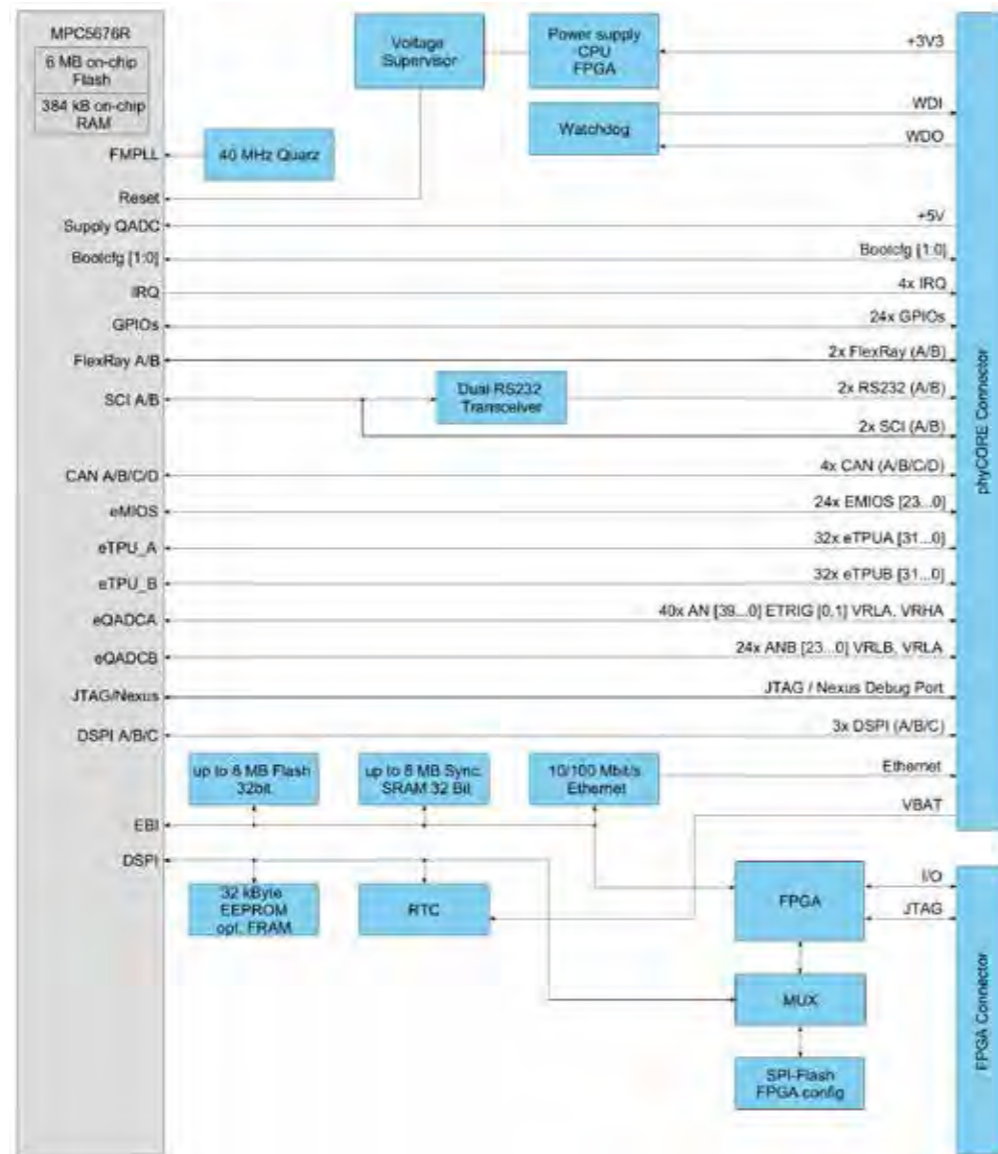 MPC5676R
6 MB on-chip
Flash
384 kB on-chip
RAM
Voltage
Supervisor
Power supply
CPU
FPGA
+3V3
Watchdog
WDI
WDO
FMPLL
40 MHz Quarz
Reset
Supply QADC
+5V
Bootcfg [1:0]
Bootcfg [1:0]
IRQ
4x IRQ
GPIOs
24x GPIOs
FlexRay A/B
2x FlexRay (A/B)
SCI A/B
Dual RS232
Transceiver
2x RS232 (A/B)
2x SCI (A/B)
CAN A/B/C/D
4x CAN (A/B/C/D)
eMIOS
24x EMIOS [23...0]
eTPU_A
32x eTPUA [31...0]
eTPU_B
32x eTPUB [31...0]
eQADCA
40x AN [39...0] ETRIG [0,1] VRLA, VRHA
eQADCB
24x ANB [23...0] VRLB, VRLA
JTAG/Nexus
JTAG / Nexus Debug Port
DSPI A/B/C
3x DSPI (A/B/C)
phyCORE Connector
up to 8 MB Flash
32bit
up to 8 MB Sync.
SRAM 32 Bit
10/100 Mbit/s
Ethernet
Ethernet
VBAT
EBI
DSPI
32 kByte
EEPROM
opt. FRAM
RTC
FPGA
I/O
JTAG
MUX
SPI-Flash
FPGA config
FPGA Connector